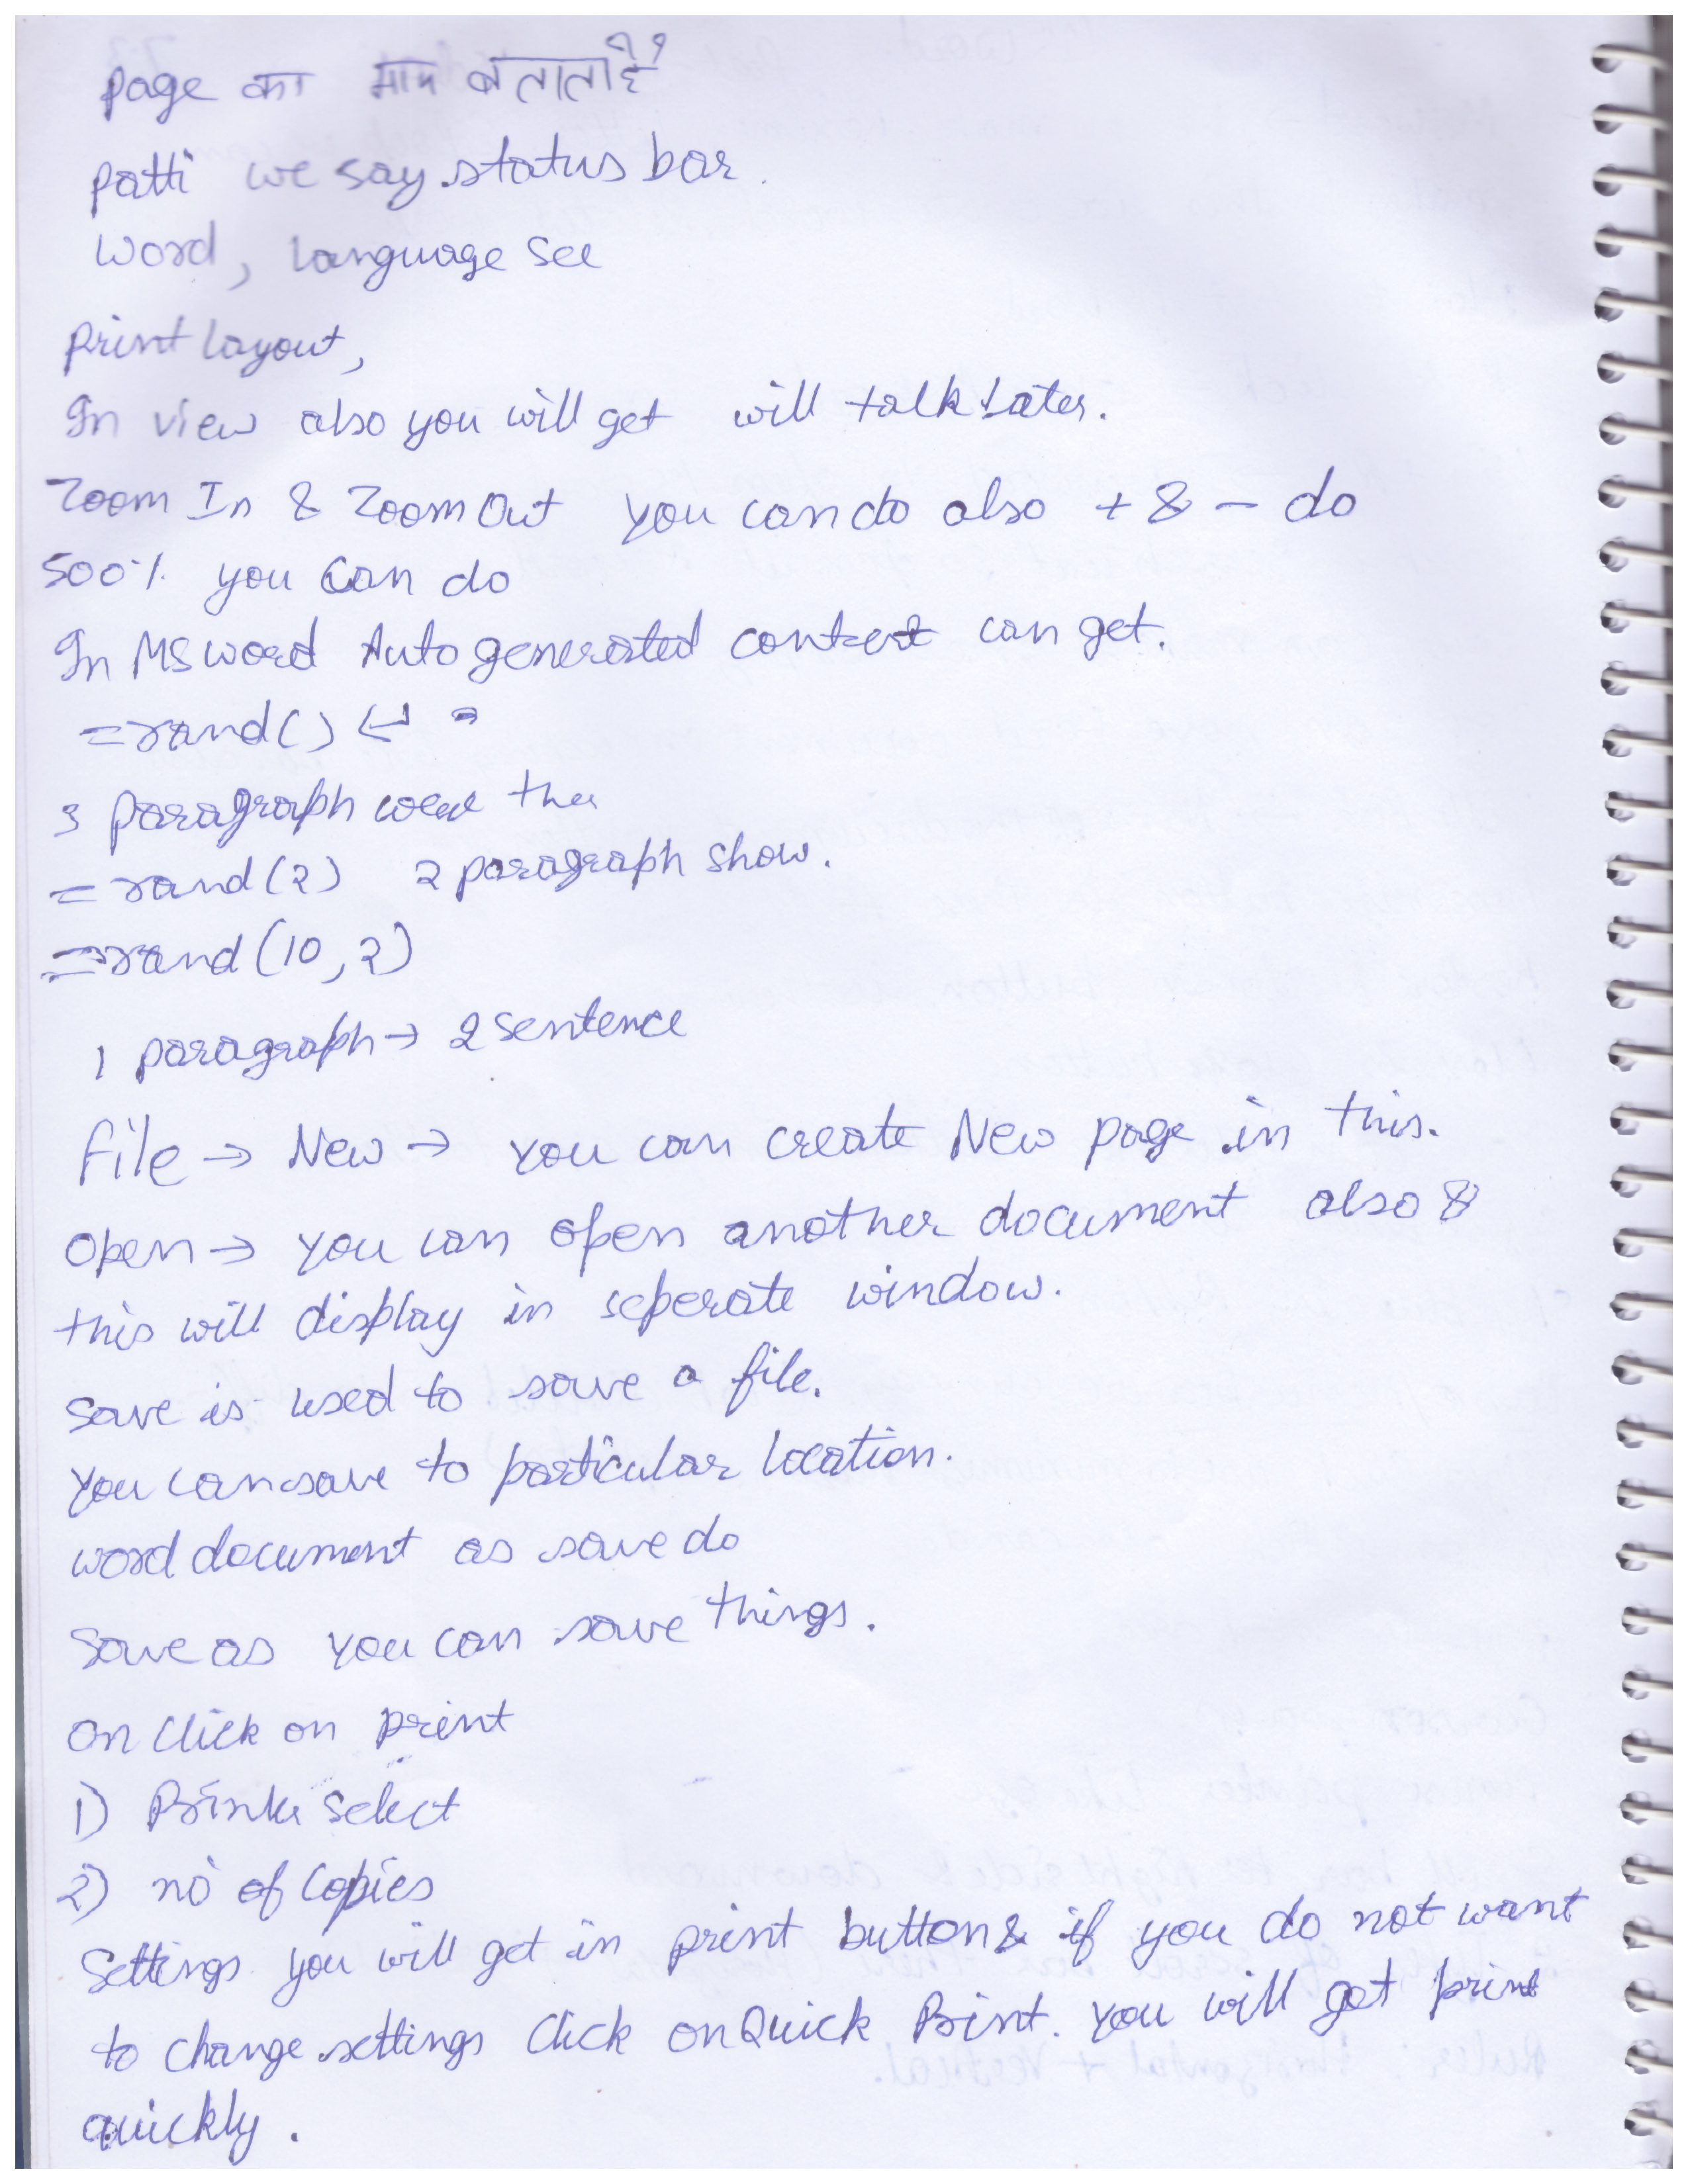 page का माप बताता है
patti we say status bar.
Word, language see
print layout,
In view also you will get will talk later.
Zoom In & Zoom Out you can do also + & - do
500% you can do
In MS word Auto generated content can get.
=rand() ↵
3 paragraph
=rand(2) 2 paragraph show.
=rand(10,2)
1 paragraph → 2 sentence
File → New → you can create New page in this.
Open → you can open another document also &
this will display in seperate window.
save is used to save a file.
you can save to particular location.
word document as save do
save as you can save things.
On click on print
1) Printer select
2) no of copies
Settings you will get in print button & if you do not want
to change settings click on Quick Print. you will get print
quickly.